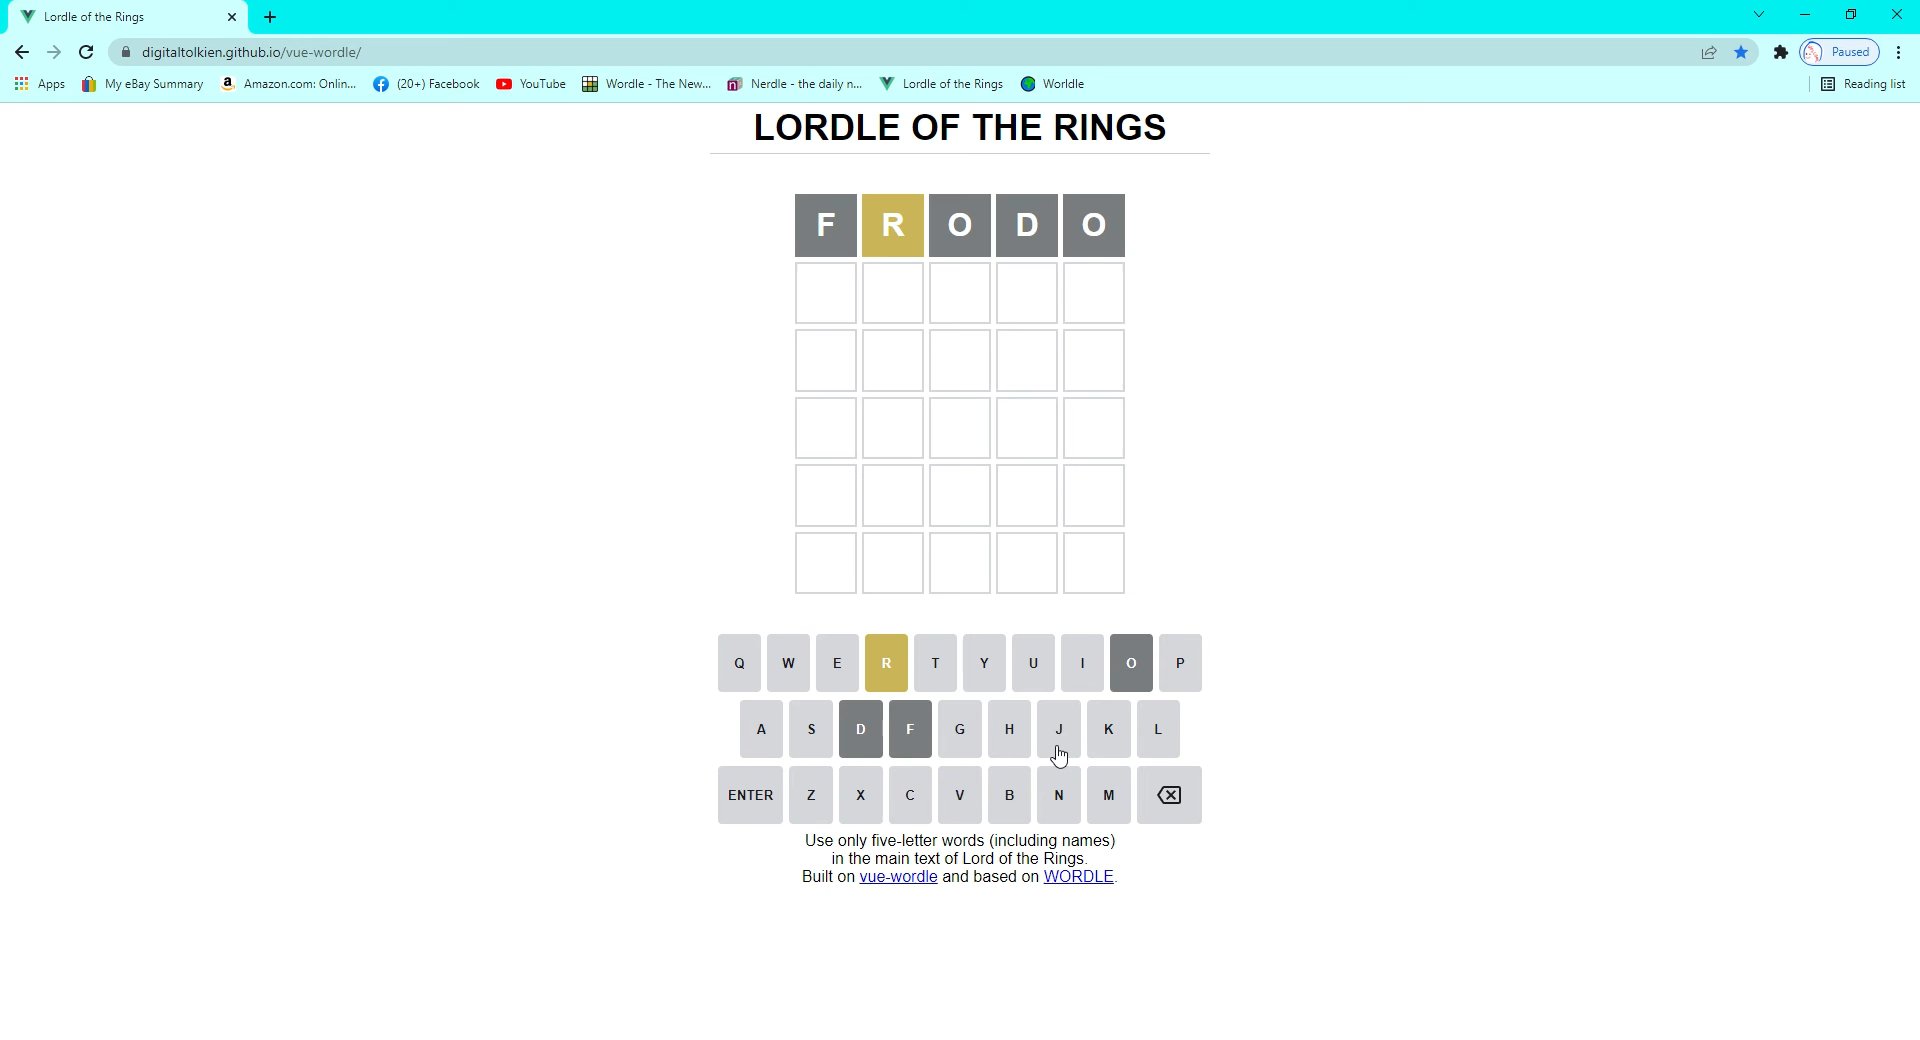 Lordle of the Rings
digitaltolkien.github.io/vue-wordle/
Paused
Apps My eBay Summary Amazon.com: Onlin... (20+) Facebook YouTube Wordle - The New... Nerdle - the daily n... Lordle of the Rings Worldle Reading list
LORDLE OF THE RINGS
F R O D O
Q W E R T Y U I O P
A S D F G H J K L
ENTER Z X C V B N M
Use only five-letter words (including names)
in the main text of Lord of the Rings.
Built on vue-wordle and based on WORDLE.